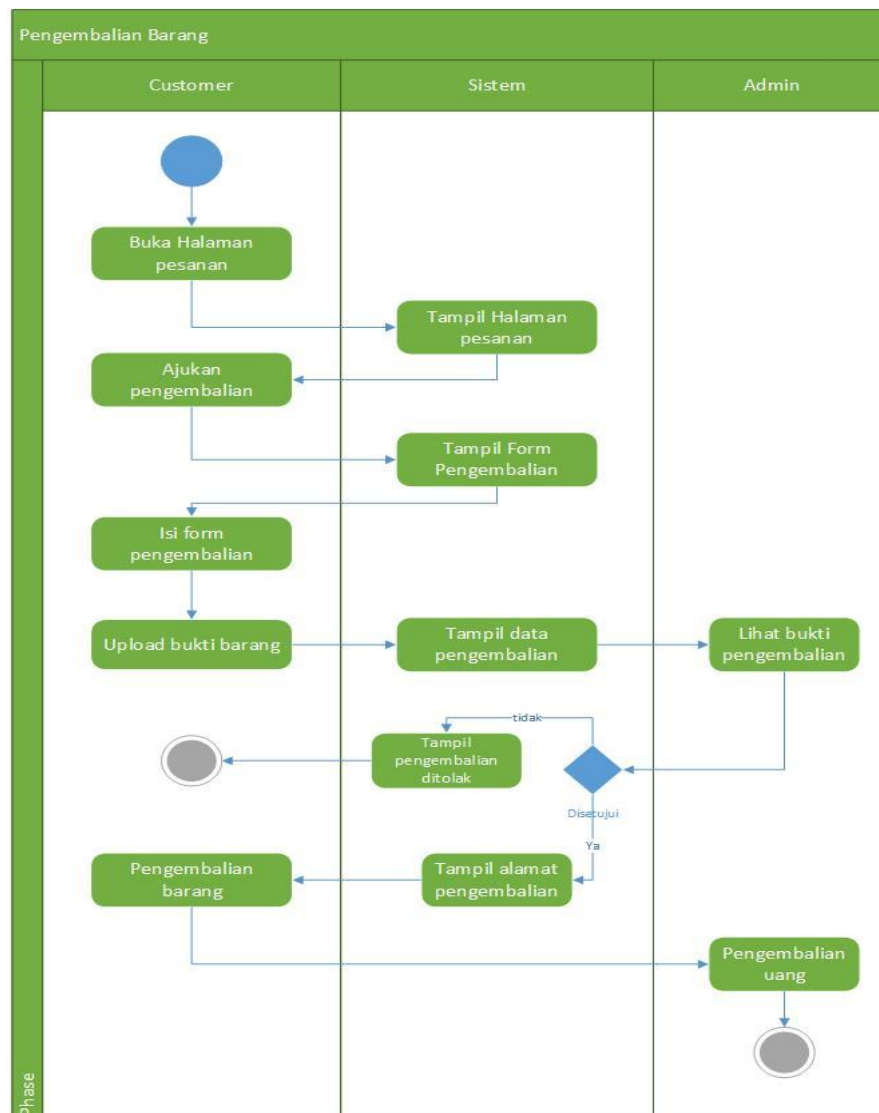 Pengembalian Barang
Customer
Sistem
Admin
Buka Halaman
pesanan
Tampil Halaman
pesanan
Ajukan
pengembalian
Tampil Form
Pengembalian
Isi form
pengembalian
Upload bukti barang
Tampil data
pengembalian
Lihat bukti
pengembalian
tidak
Tampil
pengembalian
ditolak
Disetujui
Ya
Pengembalian
barang
Tampil alamat
pengembalian
Pengembalian
uang
Phase